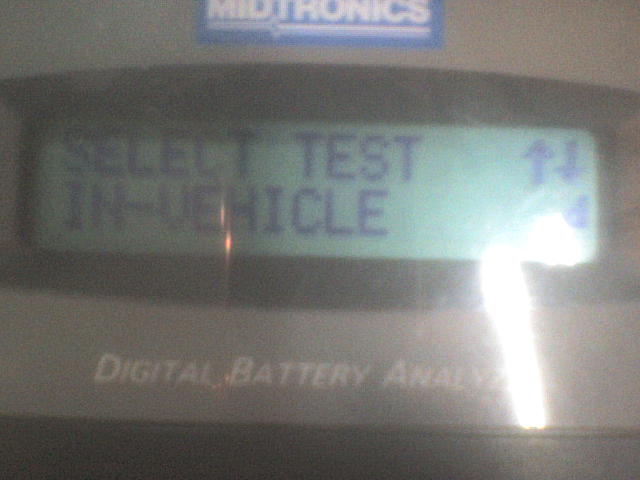 MIDTRONICS
SELECT TEST ↑↓
IN-VEHICLE
DIGITAL BATTERY